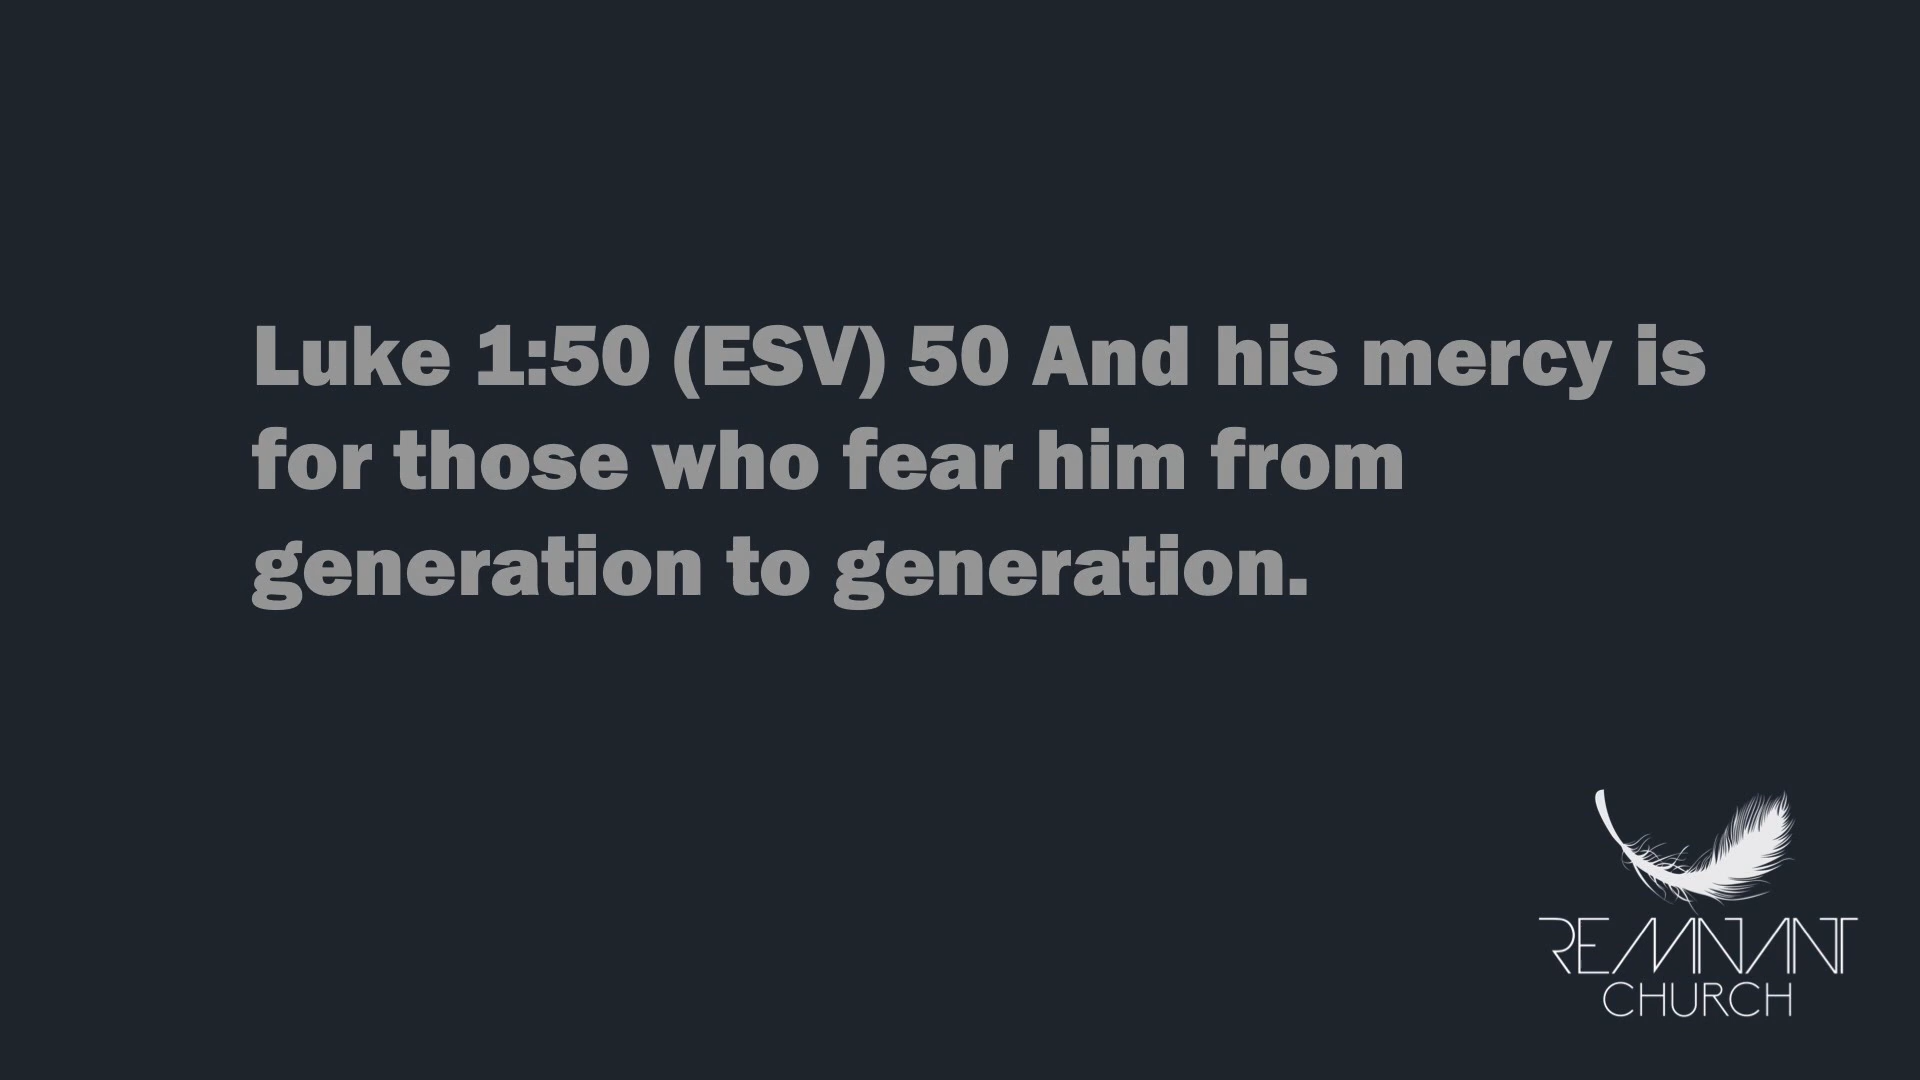 Luke 1:50 (ESV) 50 And his mercy is
for those who fear him from
generation to generation.
REMNANT
CHURCH